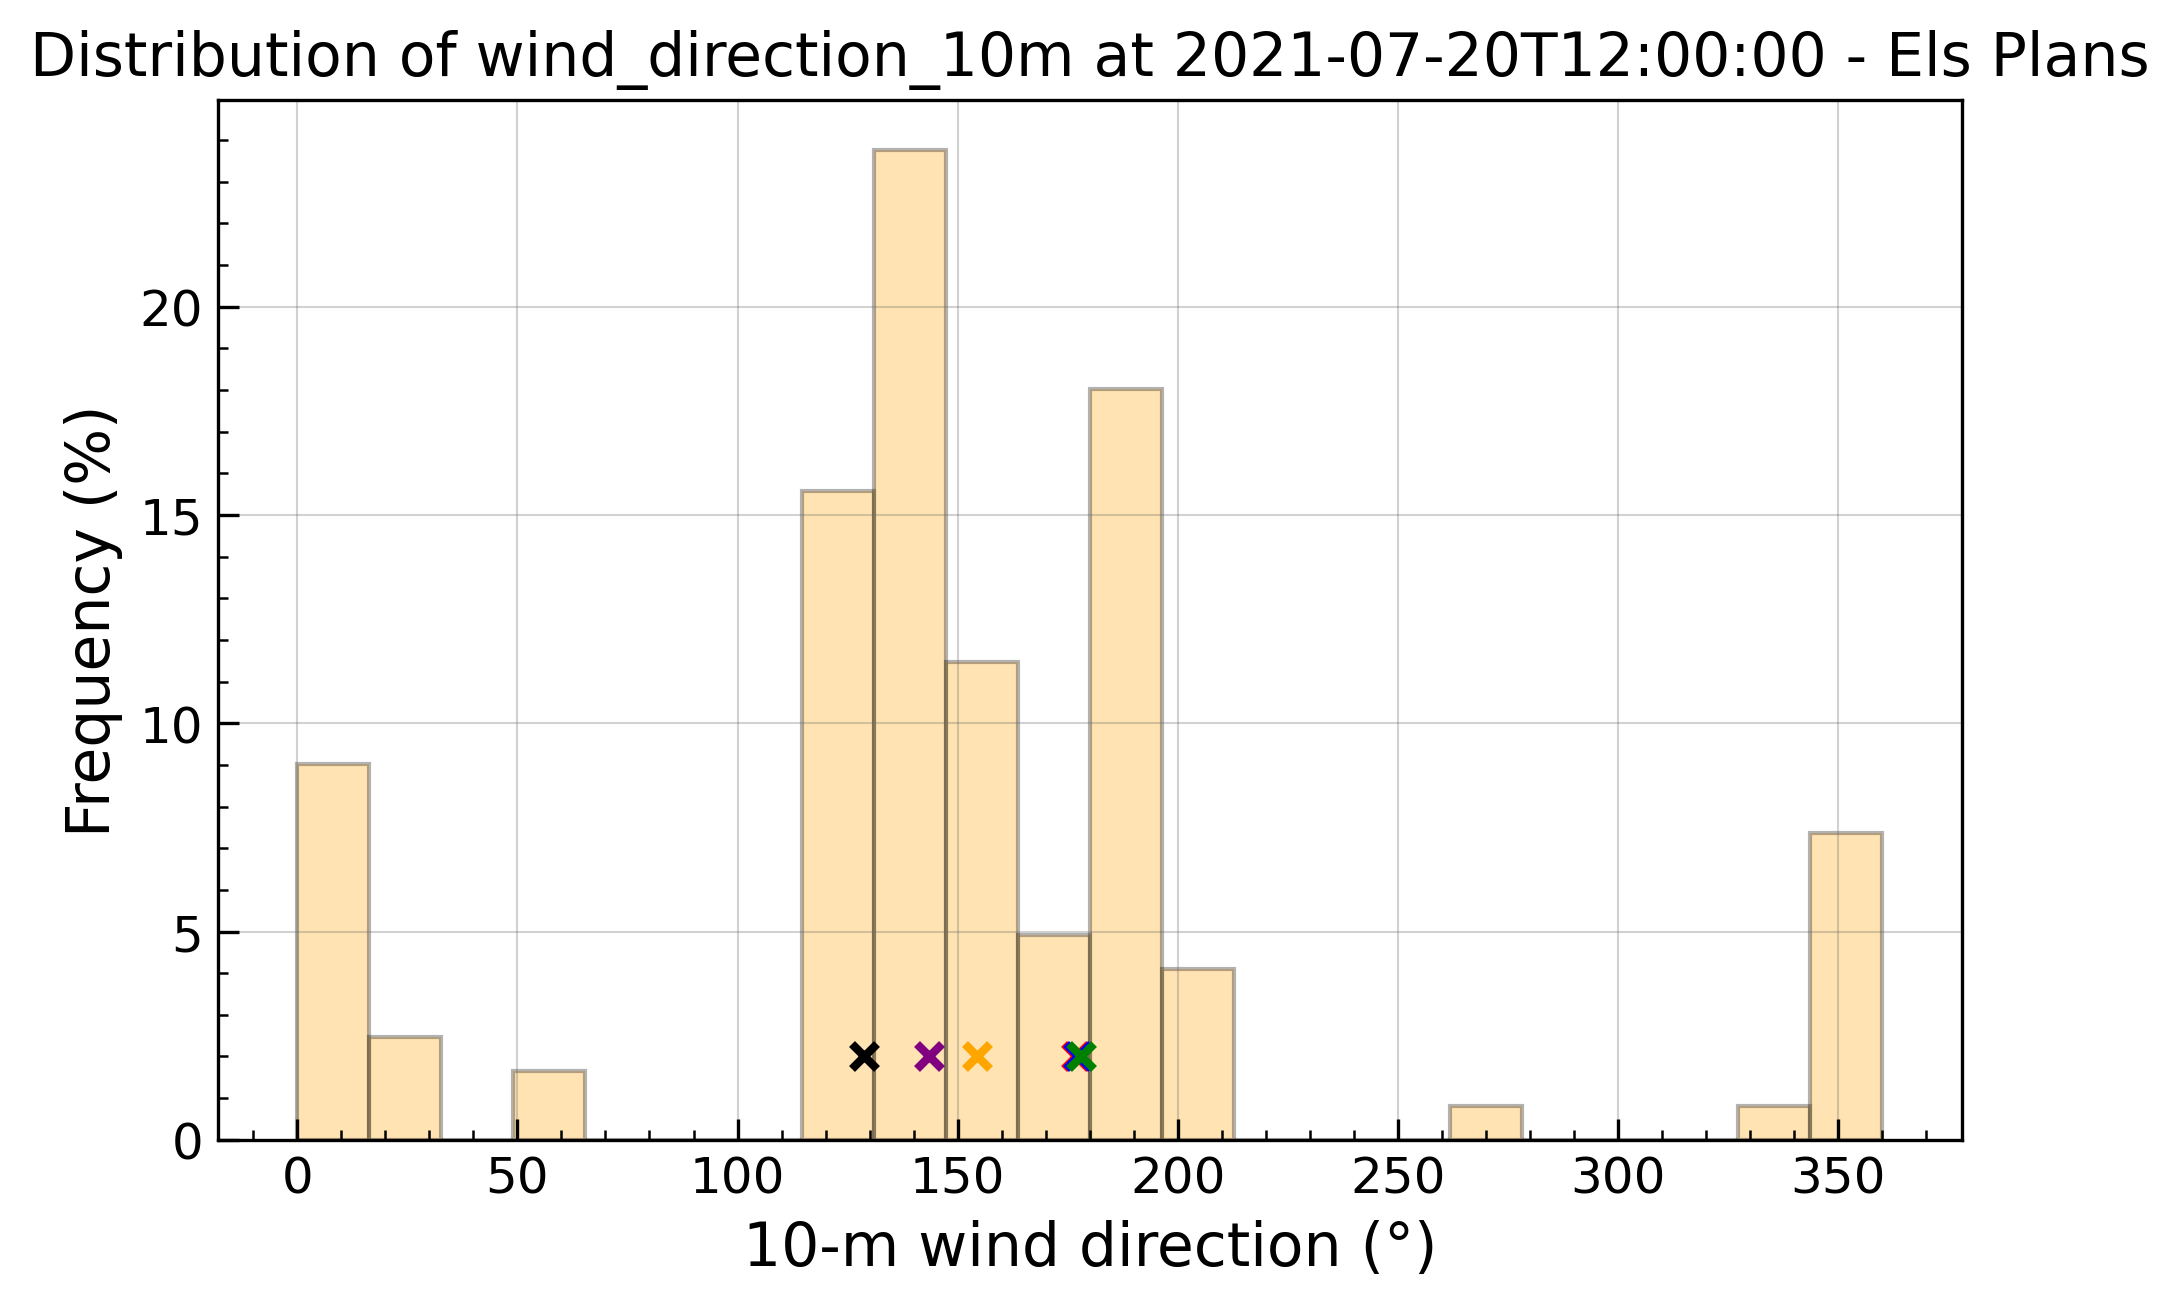 Distribution of wind_direction_10m at 2021-07-20T12:00:00 - Els Plans
Frequency (%)
20
15
10
5
0
0 50 100 150 200 250 300 350
10-m wind direction (°)